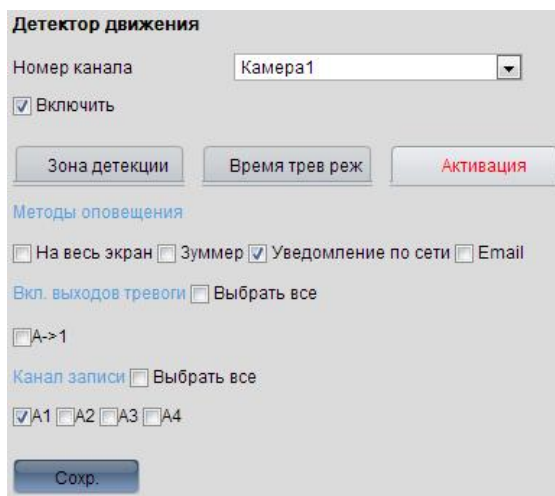 Детектор движения
Номер канала Камера1
Включить
Зона детекции Время трев реж Активация
Методы оповещения
На весь экран Зуммер Уведомление по сети Email
Вкл. выходов тревоги Выбрать все
A->1
Канал записи Выбрать все
A1 A2 A3 A4
Сохр.